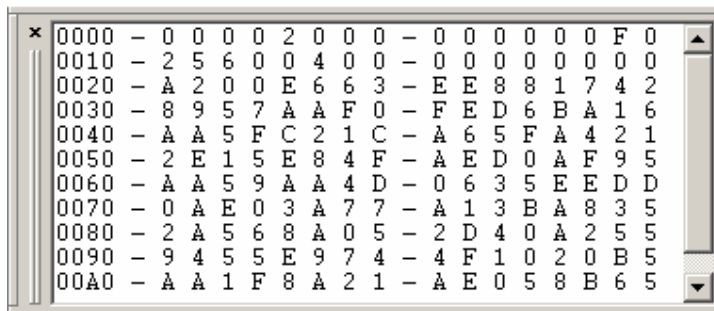 0000 – 0 0 0 0 2 0 0 0 – 0 0 0 0 0 0 F 0
0010 – 2 5 6 0 0 4 0 0 – 0 0 0 0 0 0 0 0
0020 – A 2 0 0 E 6 6 3 – E E 8 8 1 7 4 2
0030 – 8 9 5 7 A A F 0 – F E D 6 B A 1 6
0040 – A A 5 F C 2 1 C – A 6 5 F A 4 2 1
0050 – 2 E 1 5 E 8 4 F – A E D 0 A F 9 5
0060 – A A 5 9 A A 4 D – 0 6 3 5 E E D D
0070 – 0 A E 0 3 A 7 7 – A 1 3 B A 8 3 5
0080 – 2 A 5 6 8 A 0 5 – 2 D 4 0 A 2 5 5
0090 – 9 4 5 5 E 9 7 4 – 4 F 1 0 2 0 B 5
00A0 – A A 1 F 8 A 2 1 – A E 0 5 8 B 6 5